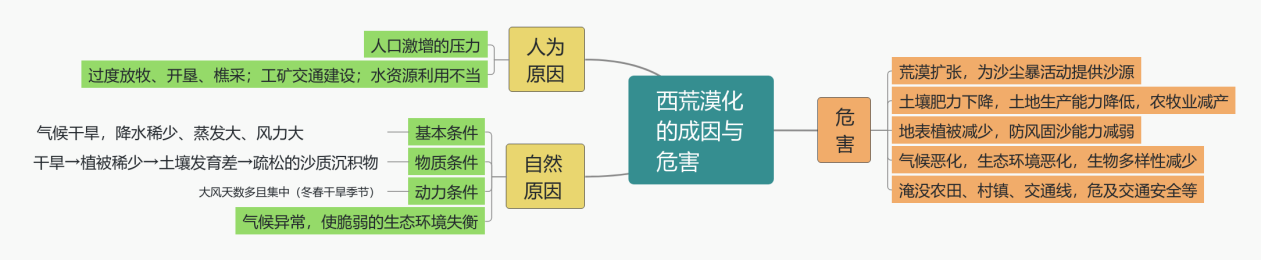 西荒漠化
的成因与
危害
人为
原因
人口激增的压力
过度放牧、开垦、樵采；工矿交通建设；水资源利用不当
自然
原因
基本条件
气候干旱，降水稀少、蒸发大、风力大
物质条件
干旱→植被稀少→土壤发育差→疏松的沙质沉积物
动力条件
大风天数多且集中（冬春干旱季节）
气候异常，使脆弱的生态环境失衡
危
害
荒漠扩张，为沙尘暴活动提供沙源
土壤肥力下降，土地生产能力降低，农牧业减产
地表植被减少，防风固沙能力减弱
气候恶化，生态环境恶化，生物多样性减少
淹没农田、村镇、交通线，危及交通安全等